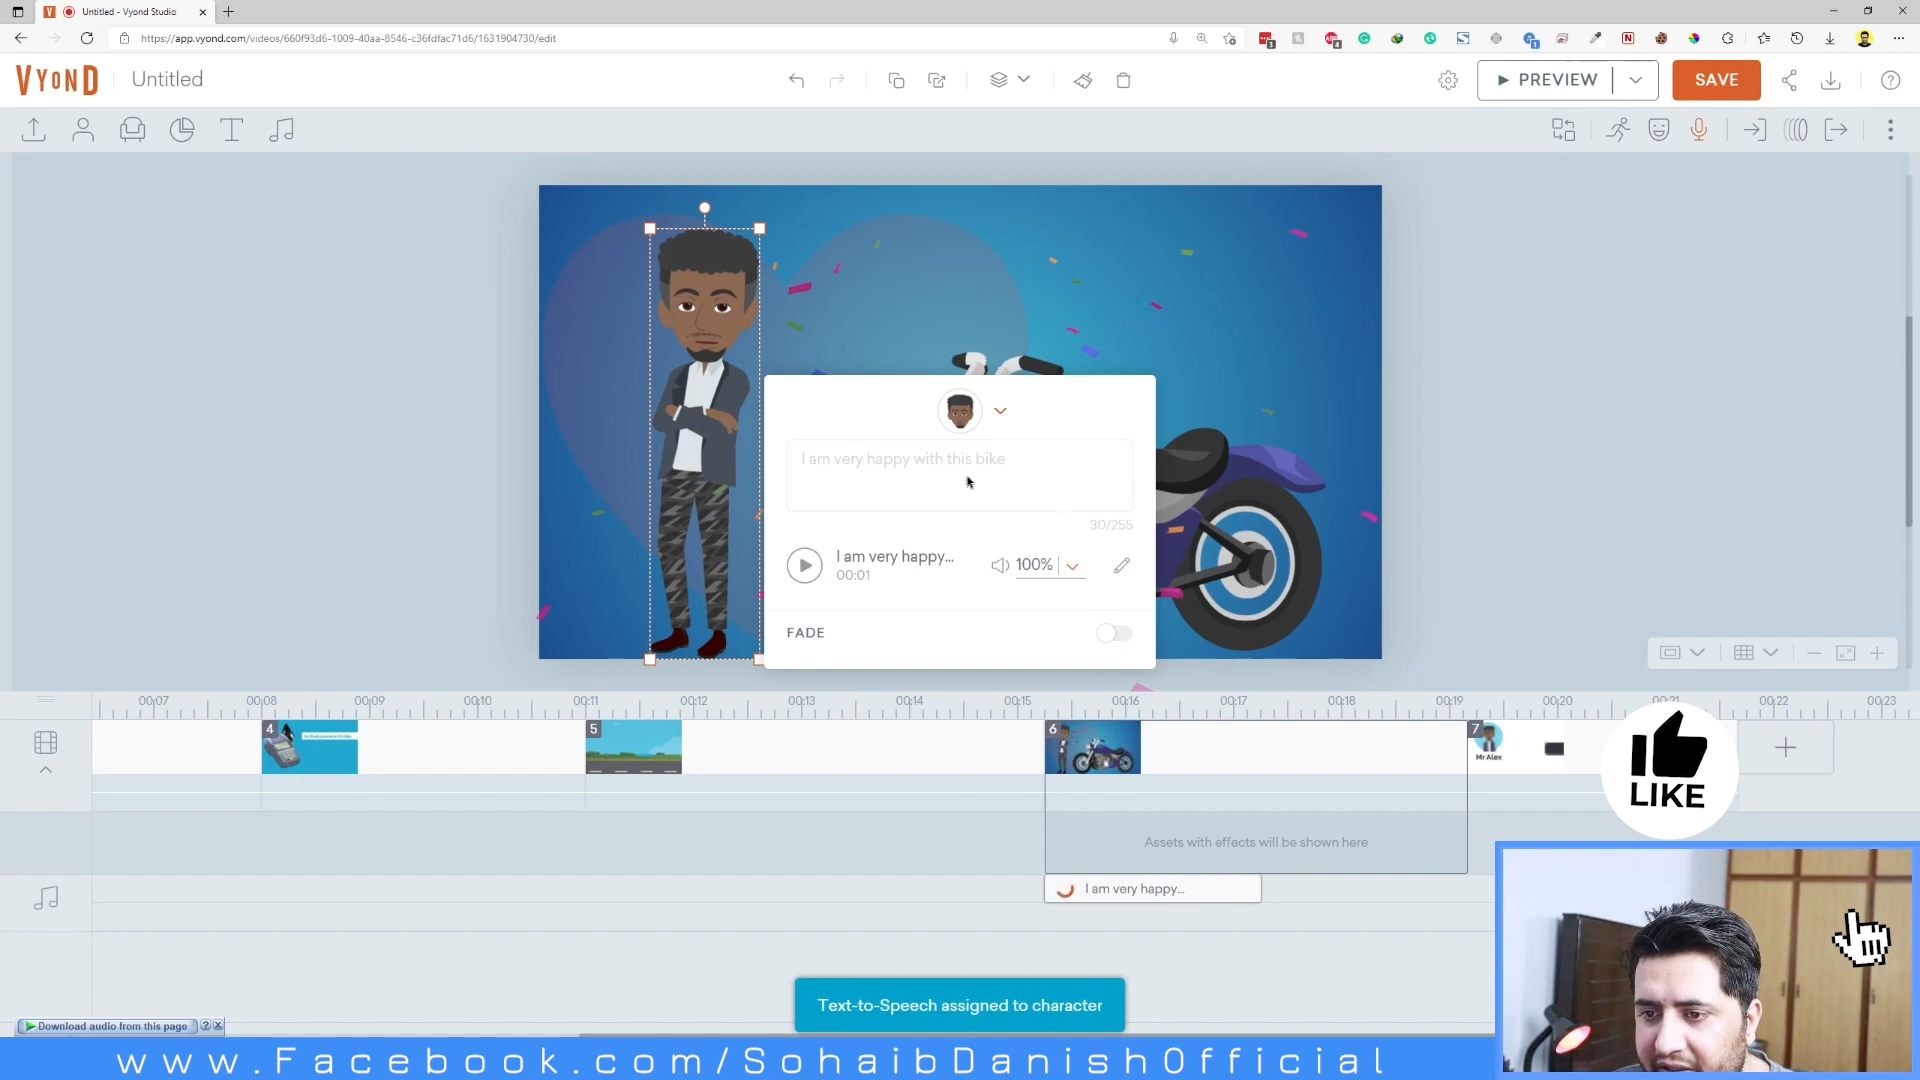 Untitled - Vyond Studio
https://app.vyond.com/videos/660f93d6-1009-40aa-8546-c36fdfac71d6/1631904730/edit
VYOND
Untitled
PREVIEW
SAVE
I am very happy with this bike
30/255
I am very happy...
00:01
100%
FADE
00:07
00:08
00:09
00:10
00:11
00:12
00:13
00:14
00:15
00:16
00:17
00:18
00:19
00:20
00:21
00:22
00:23
4
5
6
7
Mr Alex
LIKE
Assets with effects will be shown here
I am very happy...
Text-to-Speech assigned to character
Download audio from this page
www.Facebook.com/SohaibDanishOfficial